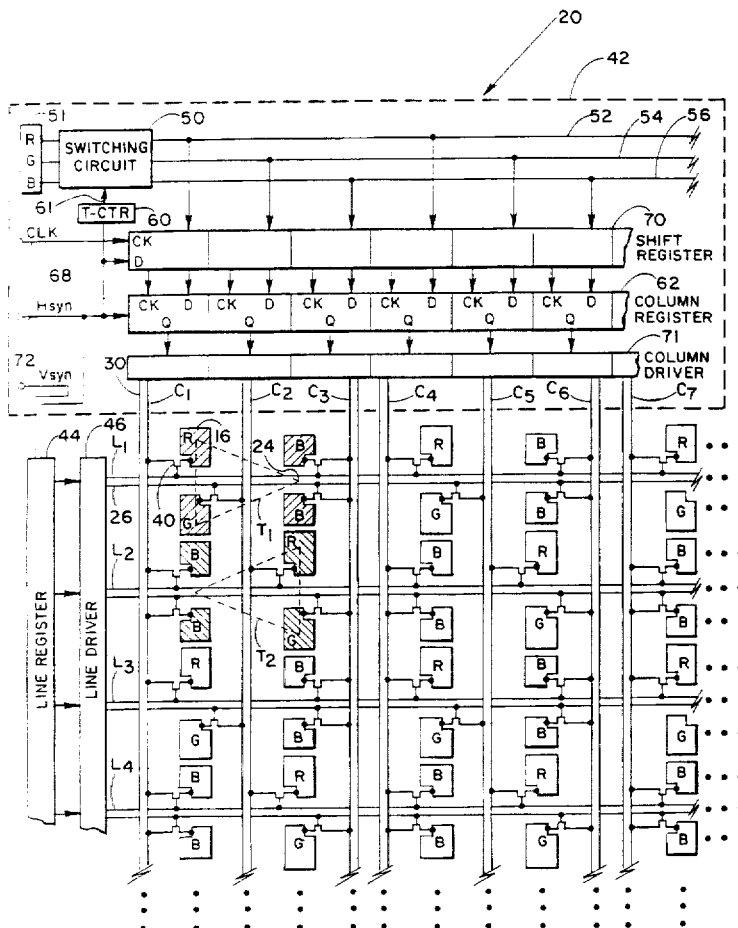 20
42
51
50
R
G
B
SWITCHING
CIRCUIT
52
54
56
61
T-CTR
60
CLK
CK
D
70
SHIFT
REGISTER
68
Hsyn
CK D CK D CK D CK D CK D CK D
Q Q Q Q Q Q
62
COLUMN
REGISTER
72
Vsyn
71
COLUMN
DRIVER
30
C1 C2 C3 C4 C5 C6 C7
44
46
L1
R 16 B R B R
24
26
40
G T1 B G B G
L2
B R B R B
B T2 G B G B
LINE REGISTER
LINE DRIVER
L3
R B R B R
G B G B G
L4
B R B R B
B G B G B